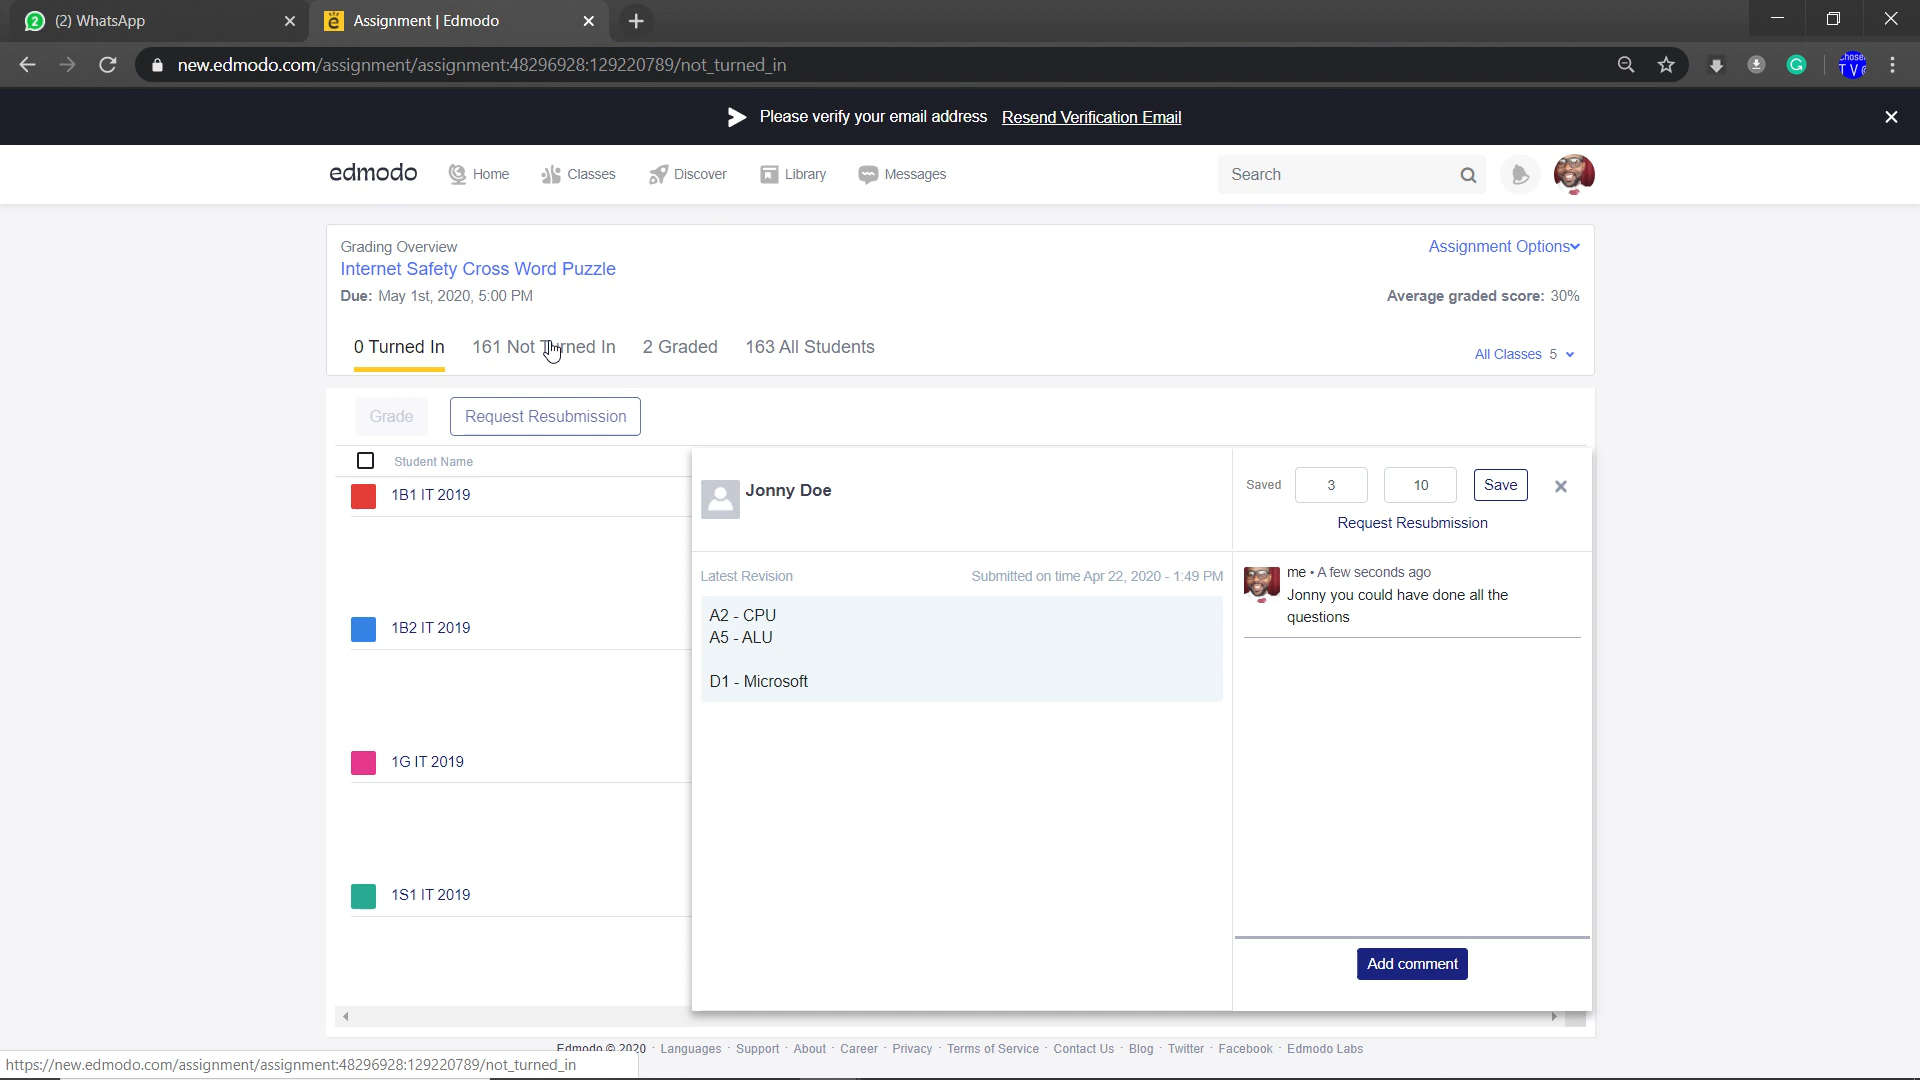 (2) WhatsApp
Assignment | Edmodo
new.edmodo.com/assignment/assignment:48296928:129220789/not_turned_in
Please verify your email address Resend Verification Email
edmodo Home Classes Discover Library Messages Search
Grading Overview
Assignment Options
Internet Safety Cross Word Puzzle
Due: May 1st, 2020, 5:00 PM
Average graded score: 30%
0 Turned In 161 Not Turned In 2 Graded 163 All Students
All Classes 5
Grade Request Resubmission
Student Name
1B1 IT 2019
1B2 IT 2019
1G IT 2019
1S1 IT 2019
Jonny Doe
Saved 3 10 Save
Request Resubmission
Latest Revision Submitted on time Apr 22, 2020 - 1:49 PM
A2 - CPU
A5 - ALU
D1 - Microsoft
me • A few seconds ago
Jonny you could have done all the
questions
Add comment
Edmodo © 2020 · Languages · Support · About · Career · Privacy · Terms of Service · Contact Us · Blog · Twitter · Facebook · Edmodo Labs
https://new.edmodo.com/assignment/assignment:48296928:129220789/not_turned_in